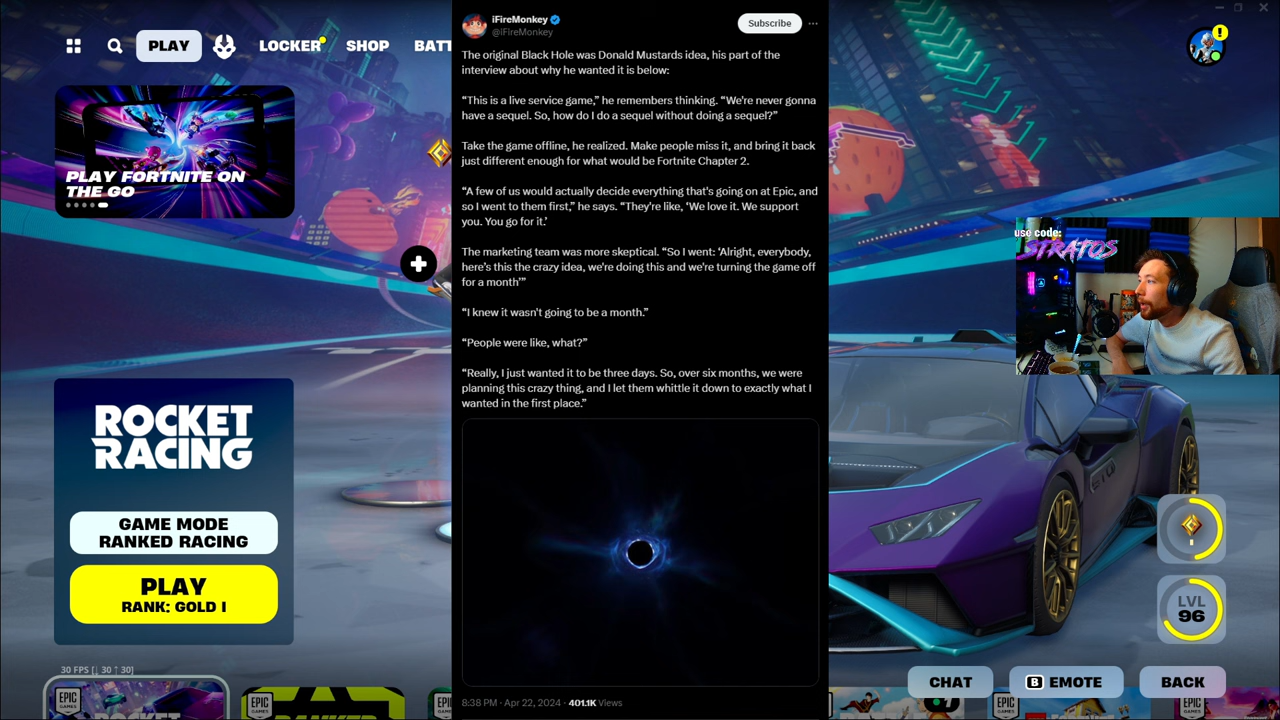 iFireMonkey
@iFireMonkey
Subscribe
The original Black Hole was Donald Mustards idea, his part of the
interview about why he wanted it is below:
“This is a live service game,” he remembers thinking. “We're never gonna
have a sequel. So, how do I do a sequel without doing a sequel?”
Take the game offline, he realized. Make people miss it, and bring it back
just different enough for what would be Fortnite Chapter 2.
“A few of us would actually decide everything that's going on at Epic, and
so I went to them first,” he says. “They're like, ‘We love it. We support
you. You go for it.’
The marketing team was more skeptical. “So I went: ‘Alright, everybody,
here's this the crazy idea, we're doing this and we're turning the game off
for a month’”
“I knew it wasn't going to be a month.”
“People were like, what?”
“Really, I just wanted it to be three days. So, over six months, we were
planning this crazy thing, and I let them whittle it down to exactly what I
wanted in the first place.”
8:38 PM · Apr 22, 2024 · 401.1K Views
PLAY
LOCKER
SHOP
BATT
PLAY FORTNITE ON
THE GO
ROCKET
RACING
GAME MODE
RANKED RACING
PLAY
RANK: GOLD I
30 FPS [↓ 30 ↑ 30]
EPIC
GAMES
EPIC
GAMES
use code:
STRATOS
LVL
96
CHAT
B EMOTE
BACK
EPIC
GAMES